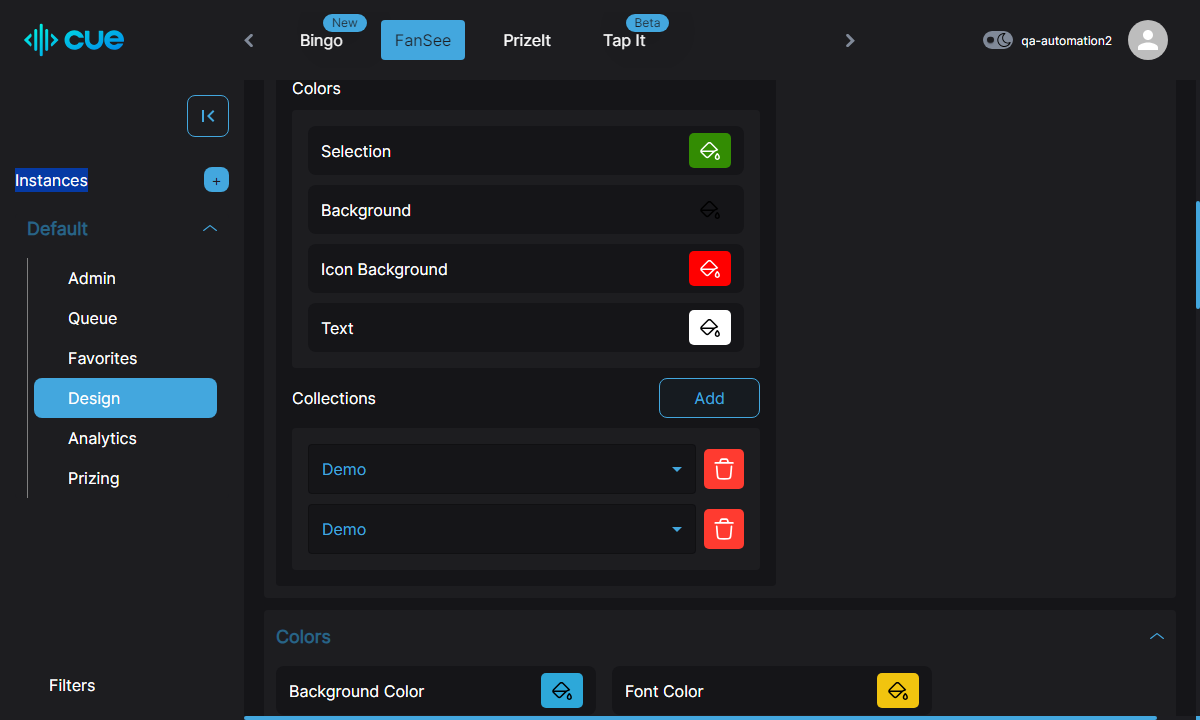 cue
Bingo
New
FanSee
PrizeIt
Tap It
Beta
qa-automation2
Instances
+
Default
Admin
Queue
Favorites
Design
Analytics
Prizing
Filters
Colors
Selection
Background
Icon Background
Text
Collections
Add
Demo
Demo
Colors
Background Color
Font Color